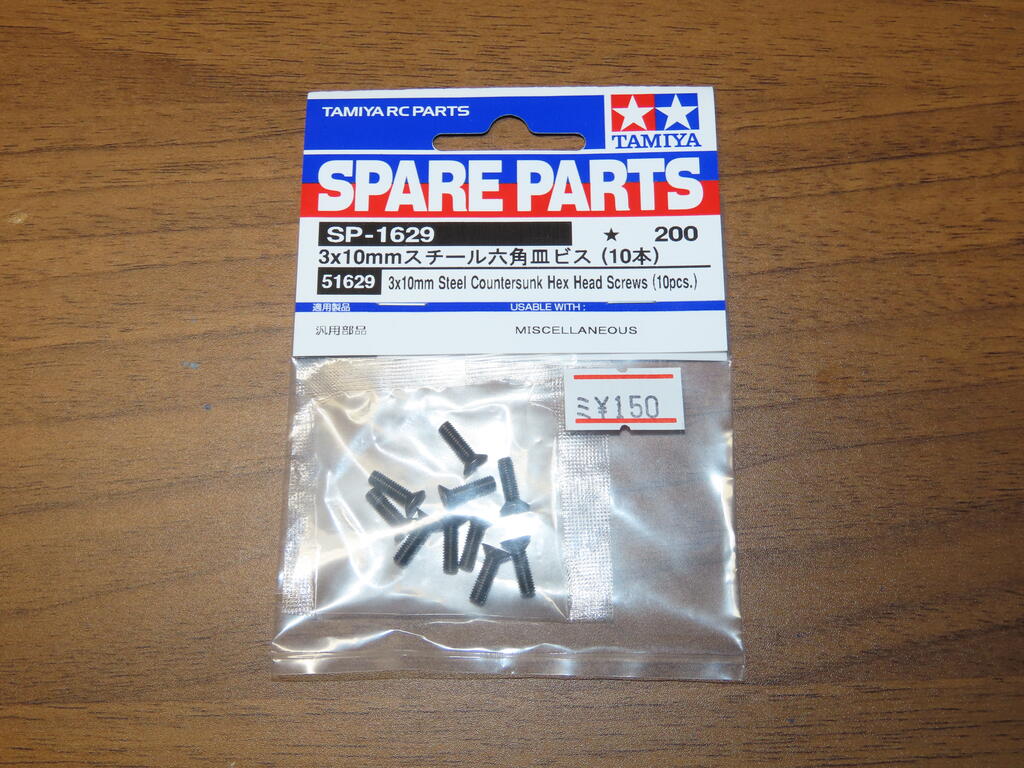 TAMIYA RC PARTS
TAMIYA
SPARE PARTS
SP-1629 ★ 200
3x10mmスチール六角皿ビス (10本)
51629 3x10mm Steel Countersunk Hex Head Screws (10pcs.)
適用製品 USABLE WITH :
汎用部品 MISCELLANEOUS
ミ¥150